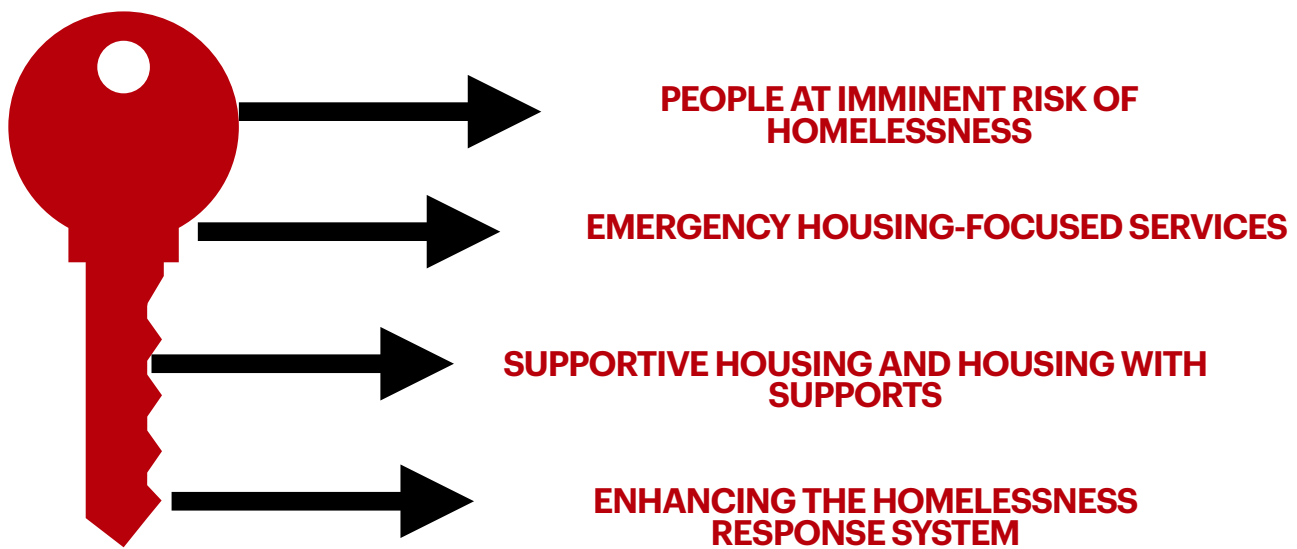 PEOPLE AT IMMINENT RISK OF
HOMELESSNESS
EMERGENCY HOUSING-FOCUSED SERVICES
SUPPORTIVE HOUSING AND HOUSING WITH
SUPPORTS
ENHANCING THE HOMELESSNESS
RESPONSE SYSTEM